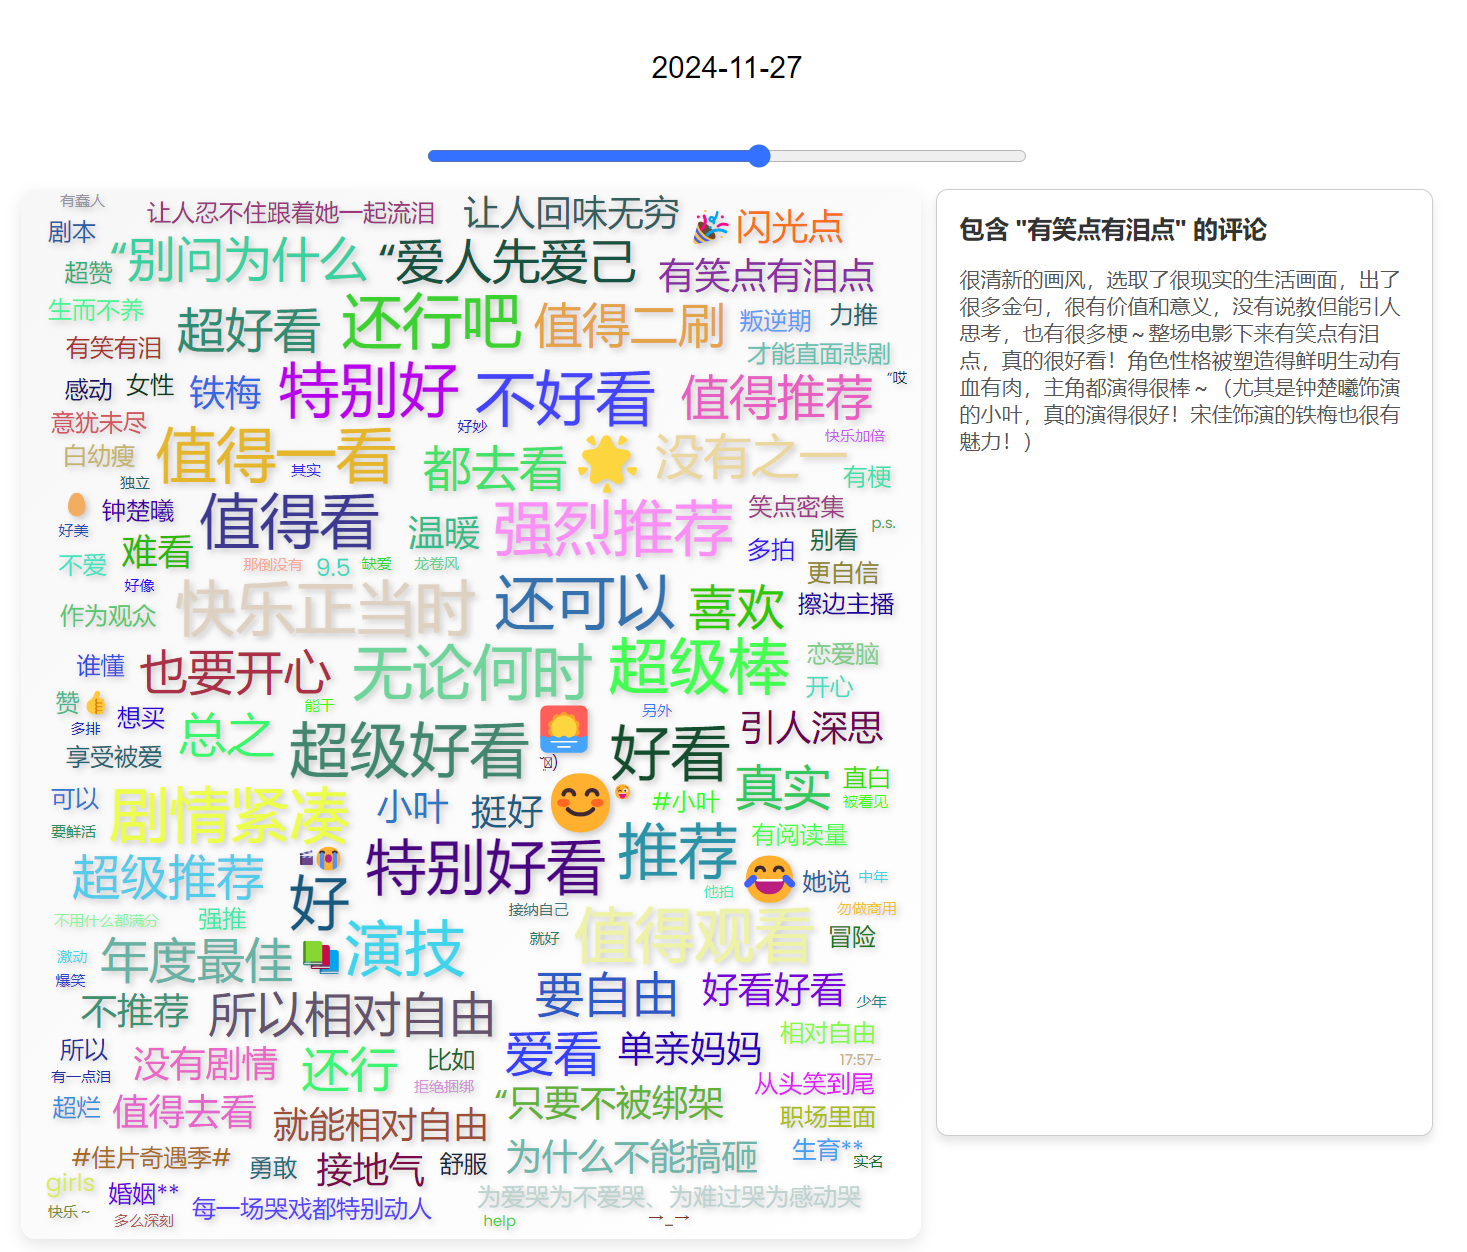 2024-11-27
有蠢人
剧本
让人忍不住跟着她一起流泪
让人回味无穷
闪光点
超赞
“别问为什么
“爱人先爱己
有笑点有泪点
生而不养
超好看
还行吧
值得二刷
叛逆期
力推
有笑有泪
才能直面悲剧
感动
女性
铁梅
特别好
不好看
值得推荐
“哎
意犹未尽
好妙
快乐加倍
白幼瘦
值得一看
其实
都去看
没有之一
有梗
独立
钟楚曦
好美
值得看
温暖
强烈推荐
笑点密集
p.s.
多拍
别看
不爱
难看
那倒没有
9.5
缺爱
龙卷风
更自信
好像
作为观众
快乐正当时
还可以
喜欢
擦边主播
谁懂
也要开心
无论何时
超级棒
恋爱脑
开心
赞
能干
多排
想买
总之
超级好看
另外
好看
引人深思
享受被爱
真实
直白
可以
剧情紧凑
小叶
挺好
#小叶
被看见
要鲜活
推荐
有阅读量
超级推荐
好
特别好看
他拍
她说
中年
不用什么都满分
强推
接纳自己
值得观看
勿做商用
就好
冒险
激动
年度最佳
演技
爆笑
要自由
好看好看
少年
不推荐
所以相对自由
相对自由
所以
没有剧情
还行
比如
爱看
单亲妈妈
17:57-
有一点泪
拒绝捆绑
从头笑到尾
超烂
值得去看
就能相对自由
“只要不被绑架
职场里面
#佳片奇遇季#
勇敢
接地气
舒服
为什么不能搞砸
生育**
实名
girls
婚姻**
每一场哭戏都特别动人
为爱哭为不爱哭、为难过哭为感动哭
快乐～
多么深刻
help
→_→
包含 "有笑点有泪点" 的评论
很清新的画风，选取了很现实的生活画面，出了
很多金句，很有价值和意义，没有说教但能引人
思考，也有很多梗～整场电影下来有笑点有泪
点，真的很好看！角色性格被塑造得鲜明生动有
血有肉，主角都演得很棒～（尤其是钟楚曦饰演
的小叶，真的演得很好！宋佳饰演的铁梅也很有
魅力！）